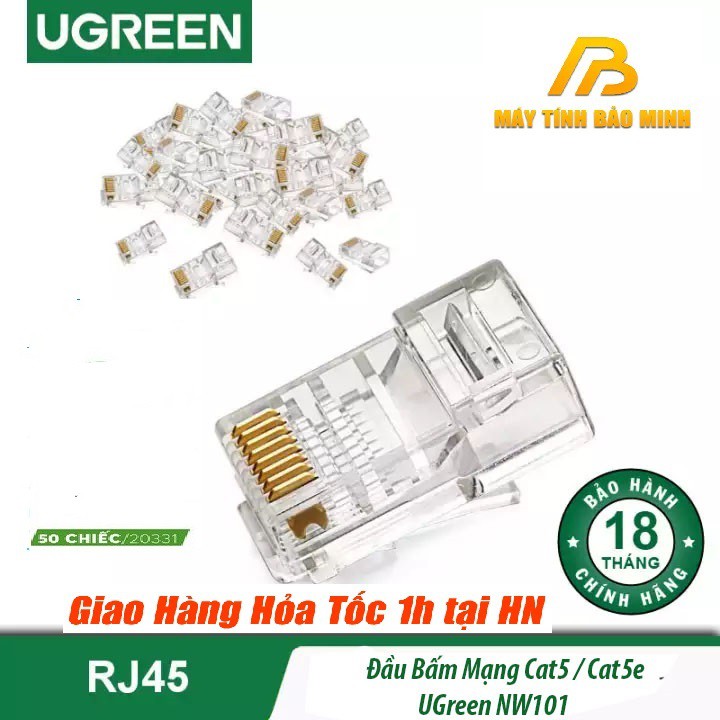 UGREEN
MÁY TÍNH BẢO MINH
50 CHIẾC/20331
BẢO HÀNH
18
THÁNG
CHÍNH HÃNG
Giao Hàng Hỏa Tốc 1h tại HN
RJ45
Đầu Bấm Mạng Cat5 / Cat5e
UGreen NW101